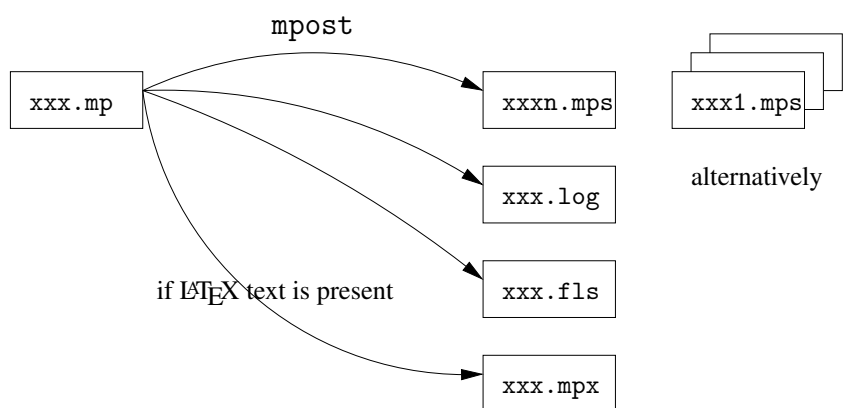 mpost
xxx.mp
xxxn.mps
xxx1.mps
alternatively
xxx.log
if LATEX text is present
xxx.fls
xxx.mpx